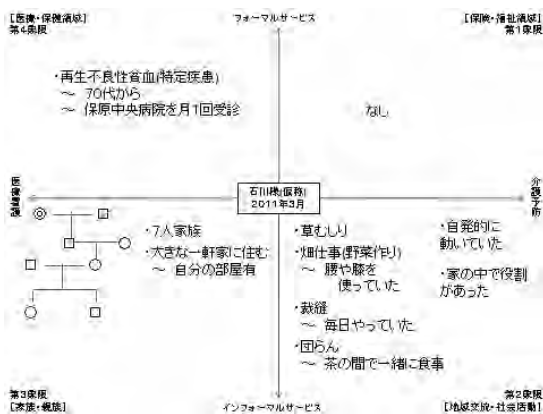 [医療・保健領域]
第4象限
フォーマルサービス
[保険・福祉領域]
第1象限
・再生不良性貧血(特定疾患)
～ 70代から
～ 保原中央病院を月1回受診
なし
医療看護
石川様(仮称)
2011年3月
介護予防
・7人家族
・大きな一軒家に住む
～ 自分の部屋有
・草むしり
・畑仕事(野菜作り)
～ 腰や膝を
使っていた
・裁縫
～ 毎日やっていた
・団らん
～ 茶の間で一緒に食事
・自発的に
動いていた
・家の中で役割
があった
第3象限
[家族・親族]
インフォーマルサービス
第2象限
[地域交流・社会活動]